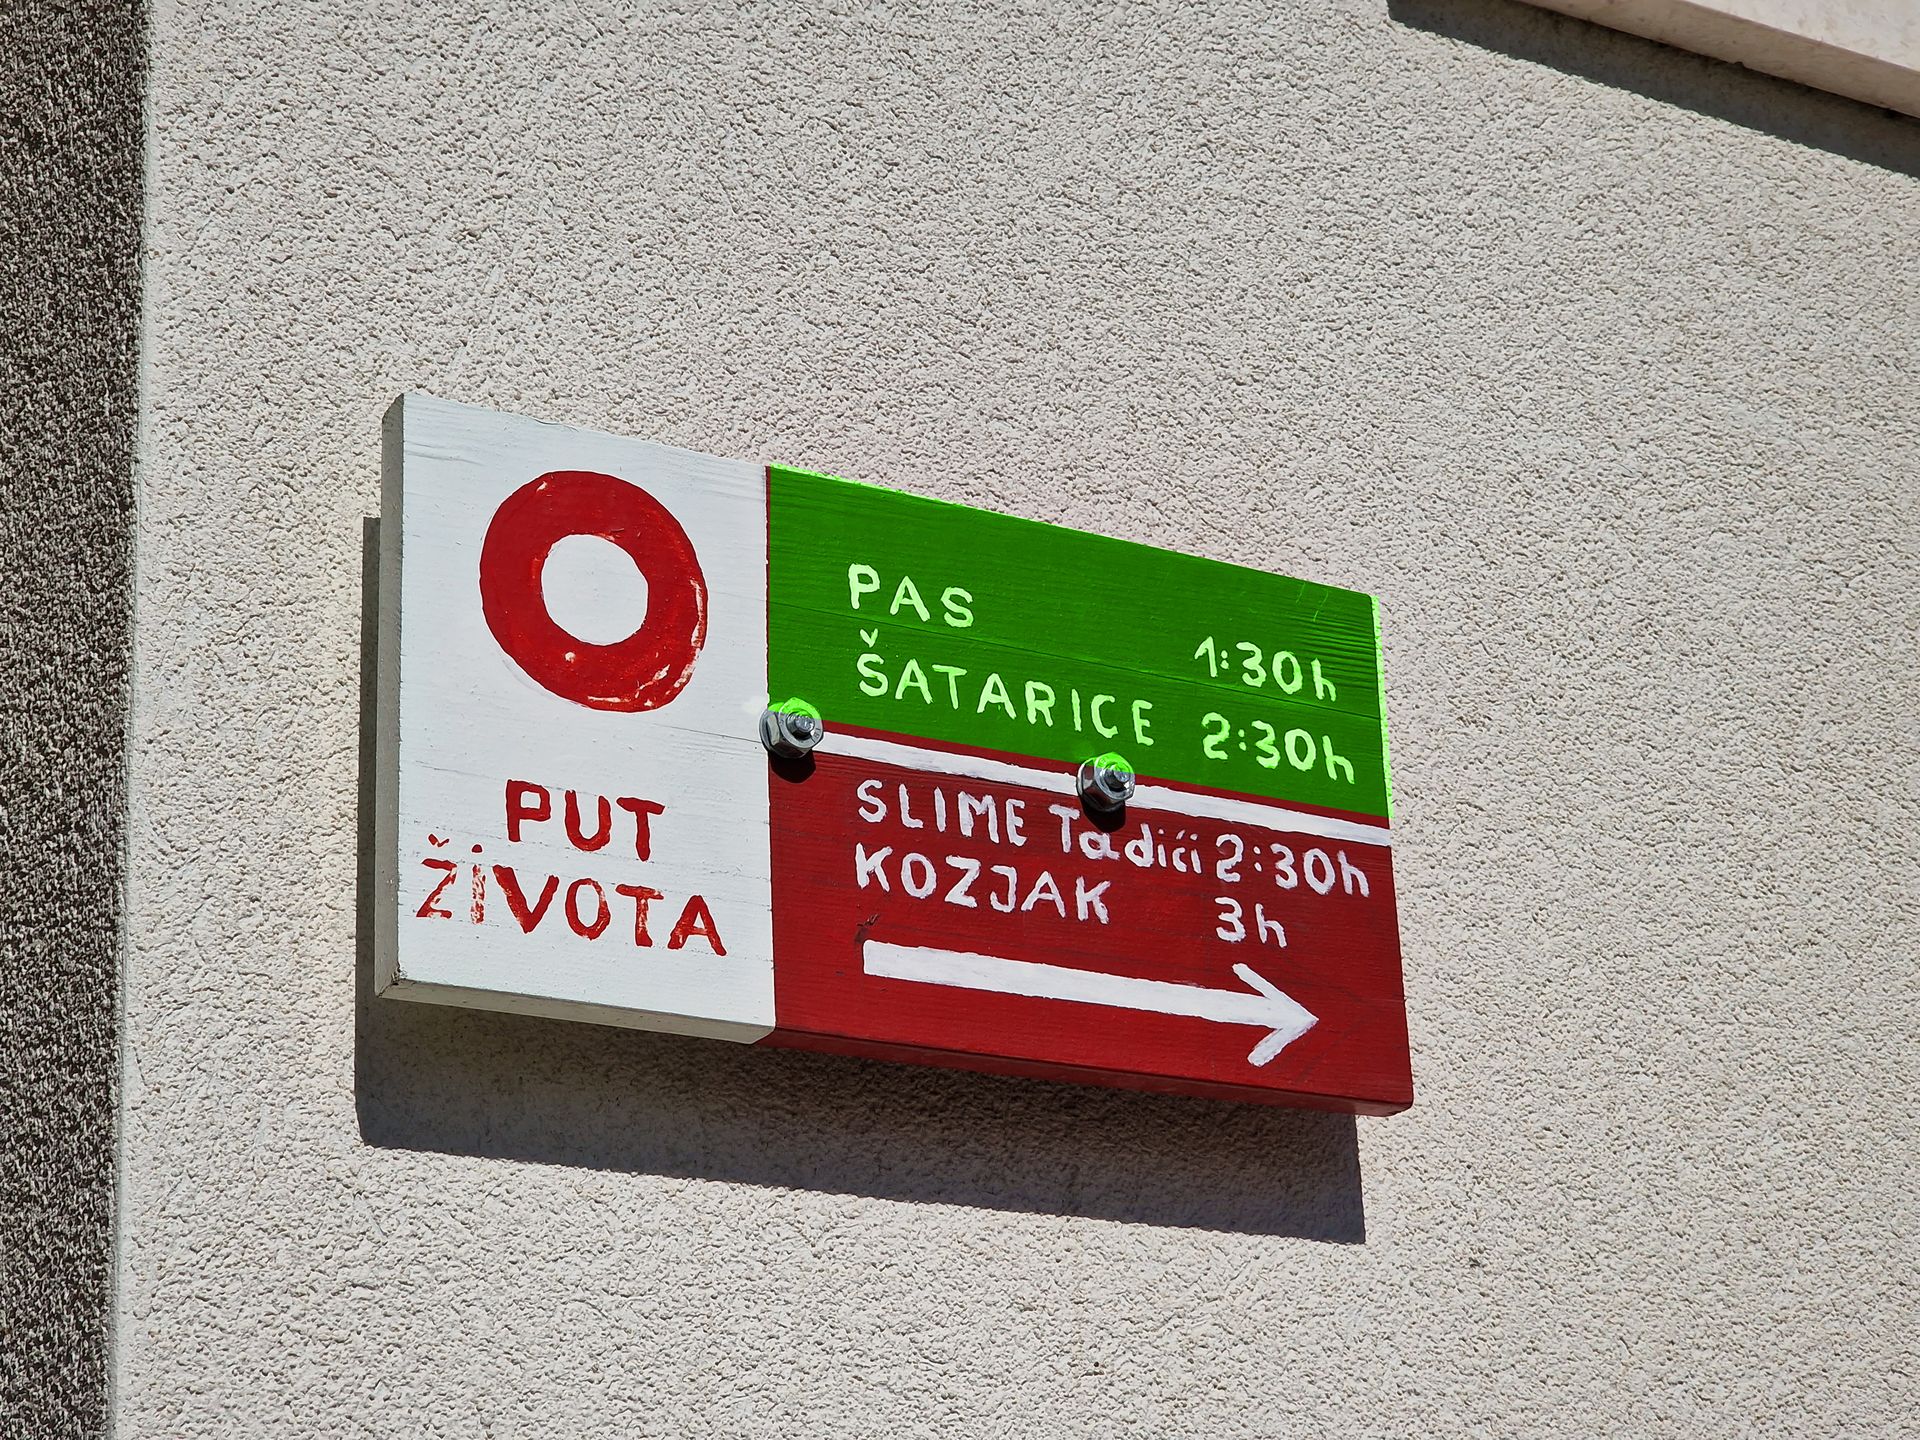 PUT
ŽIVOTA
PAS 1:30h
ŠATARICE 2:30h
SLIME Tadići 2:30h
KOZJAK 3h